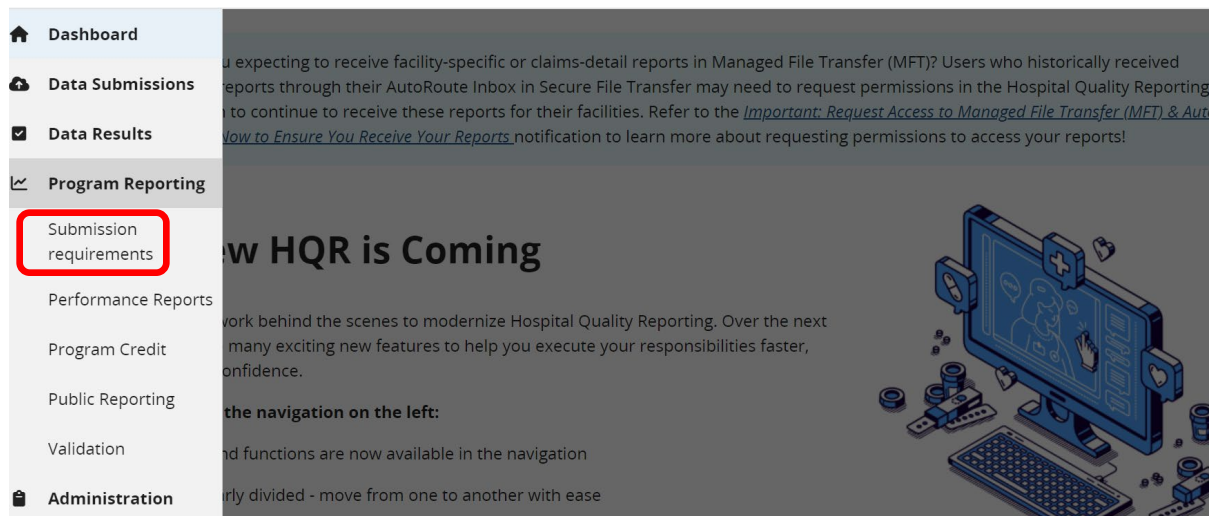 Dashboard
Data Submissions
Data Results
Program Reporting
Submission
requirements
Performance Reports
Program Credit
Public Reporting
Validation
Administration
expecting to receive facility-specific or claims-detail reports in Managed File Transfer (MFT)? Users who historically received
reports through their AutoRoute Inbox in Secure File Transfer may need to request permissions in the Hospital Quality Reporting
to continue to receive these reports for their facilities. Refer to the Important: Request Access to Managed File Transfer (MFT) & Aut
Now to Ensure You Receive Your Reports notification to learn more about requesting permissions to access your reports!
ew HQR is Coming
work behind the scenes to modernize Hospital Quality Reporting. Over the next
many exciting new features to help you execute your responsibilities faster,
onfidence.
the navigation on the left:
nd functions are now available in the navigation
rly divided - move from one to another with ease